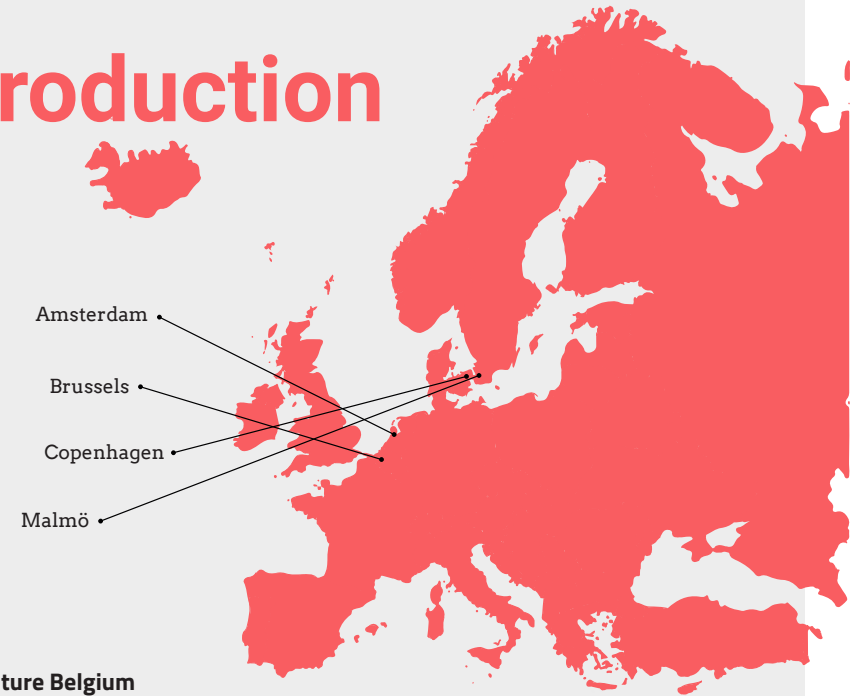 roduction
Amsterdam
Brussels
Copenhagen
Malmö
ture Belgium